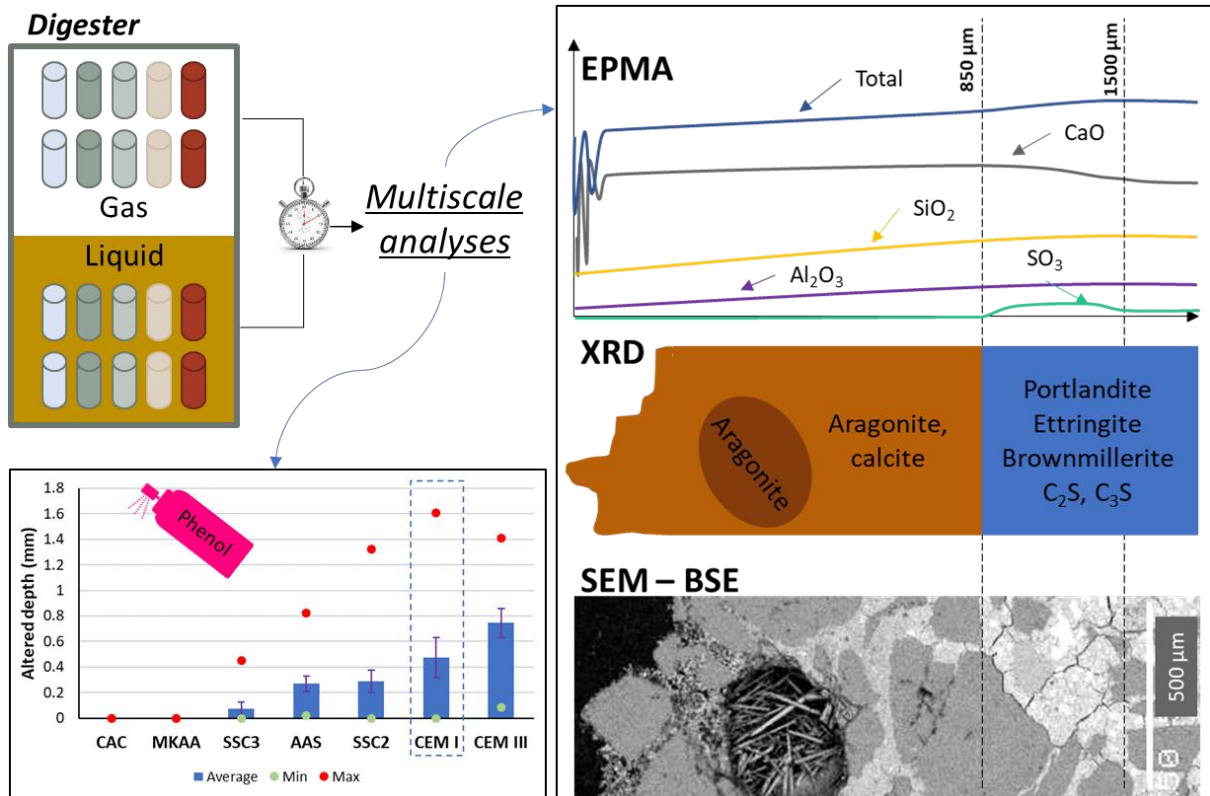 Digester
Gas
Liquid
Multiscale
analyses
Phenol
Altered depth (mm)
1.8
1.6
1.4
1.2
1
0.8
0.6
0.4
0.2
0
CAC MKAA SSC3 AAS SSC2 CEM I CEM III
Average Min Max
EPMA
850 µm
1500 µm
Total
CaO
SiO₂
Al₂O₃
SO₃
XRD
Aragonite
Aragonite,
calcite
Portlandite
Ettringite
Brownmillerite
C₂S, C₃S
SEM – BSE
500 µm